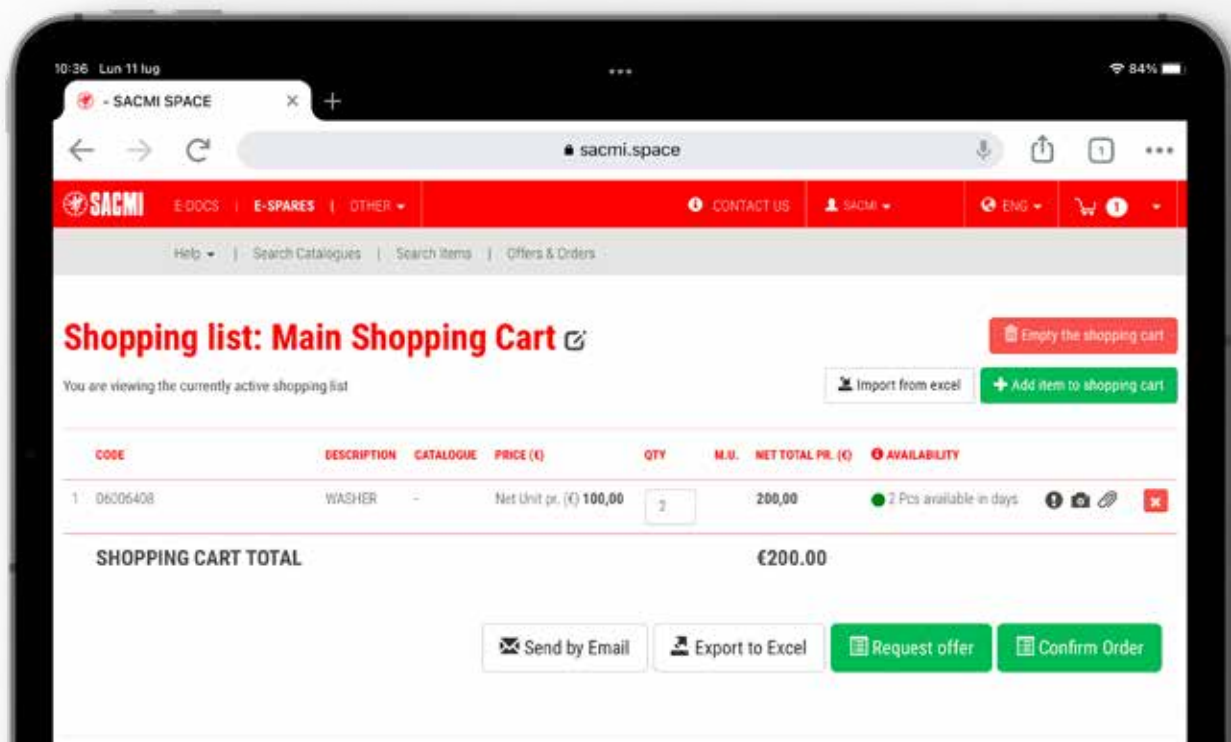 10:36 Lun 11 lug
84%
- SACMI SPACE
sacmi.space
1
SACMI E-DOCS | E-SPARES | OTHER CONTACT US SACMI ENG 1
Help | Search Catalogues | Search Items | Offers & Orders
Shopping list: Main Shopping Cart
Empty the shopping cart
You are viewing the currently active shopping list
Import from excel
Add item to shopping cart
CODE DESCRIPTION CATALOGUE PRICE (€) QTY M.U. NET TOTAL PR. (€) AVAILABILITY
1 06006408 WASHER - Net Unit pr. (€) 100,00 2 200,00 2 Pcs available in days
SHOPPING CART TOTAL €200.00
Send by Email Export to Excel Request offer Confirm Order